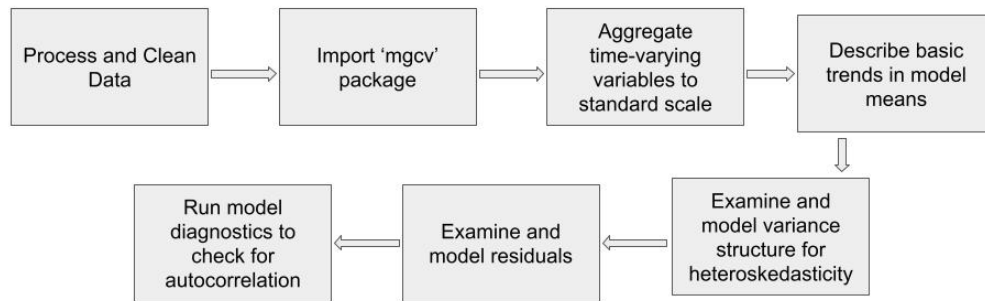 Process and Clean
Data
Import ‘mgcv’
package
Aggregate
time-varying
variables to
standard scale
Describe basic
trends in model
means
Examine and
model variance
structure for
heteroskedasticity
Examine and
model residuals
Run model
diagnostics to
check for
autocorrelation